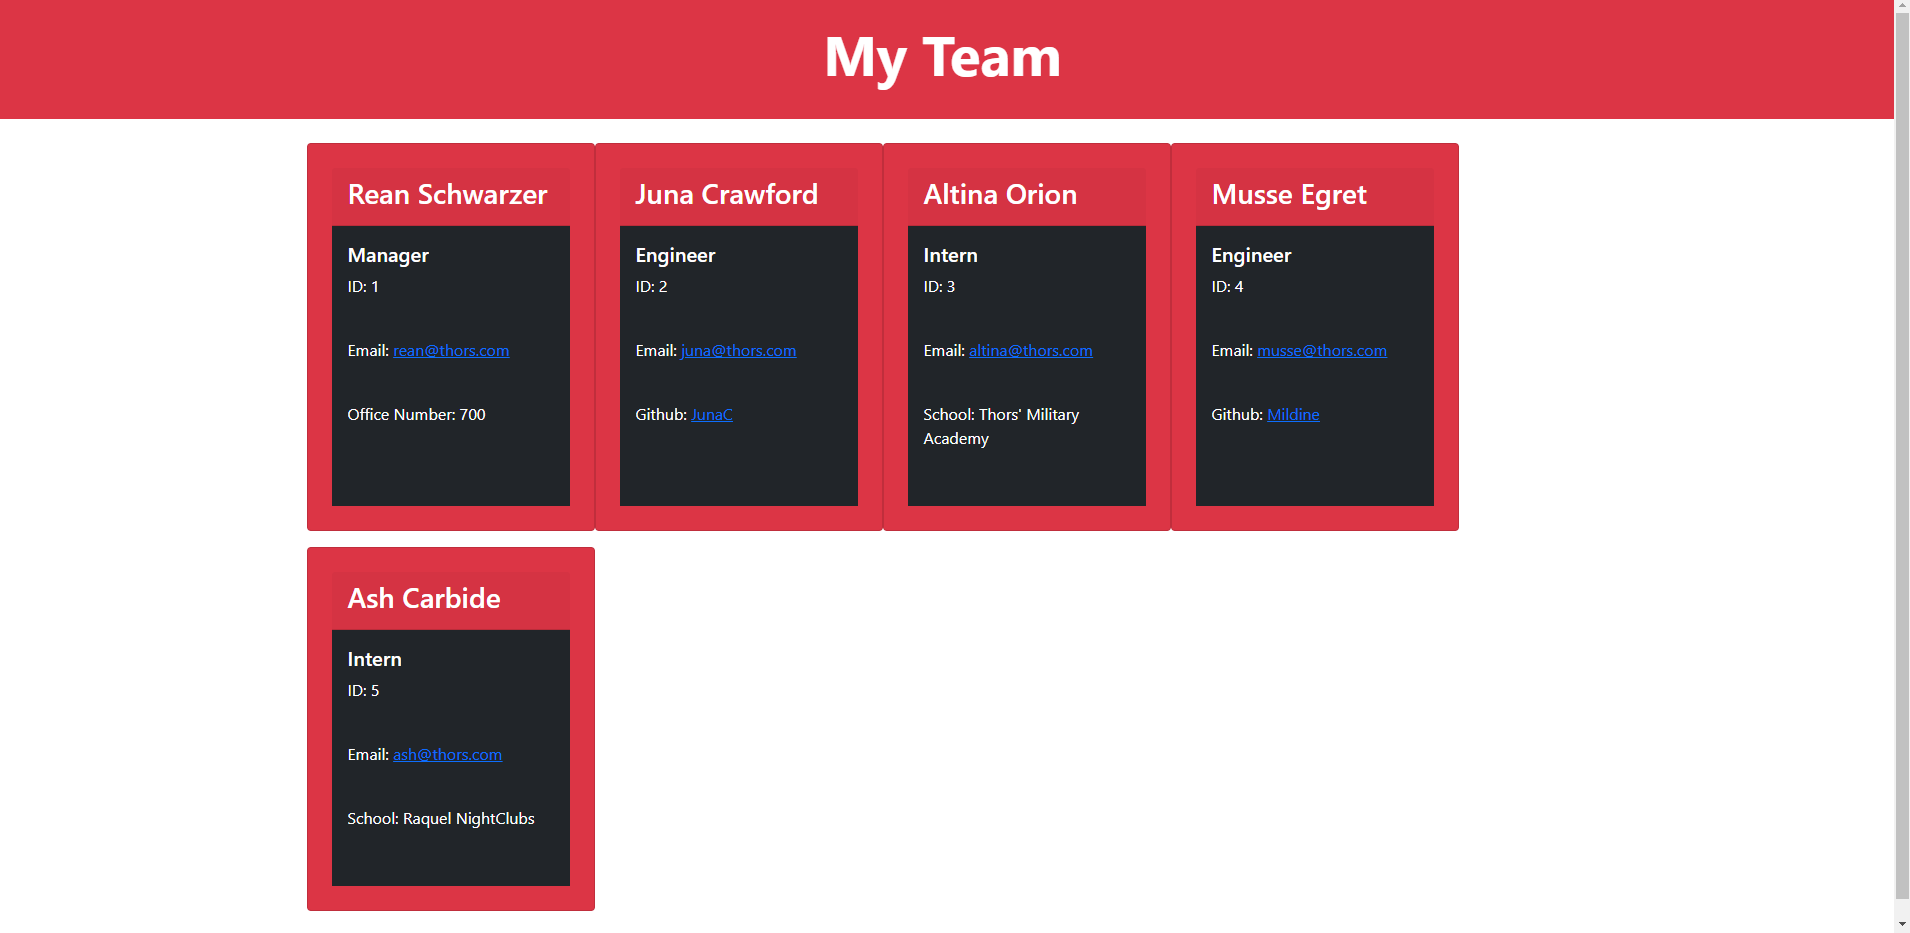 My Team
Rean Schwarzer
Manager
ID: 1
Email: rean@thors.com
Office Number: 700
Juna Crawford
Engineer
ID: 2
Email: juna@thors.com
Github: JunaC
Altina Orion
Intern
ID: 3
Email: altina@thors.com
School: Thors' Military
Academy
Musse Egret
Engineer
ID: 4
Email: musse@thors.com
Github: Mildine
Ash Carbide
Intern
ID: 5
Email: ash@thors.com
School: Raquel NightClubs